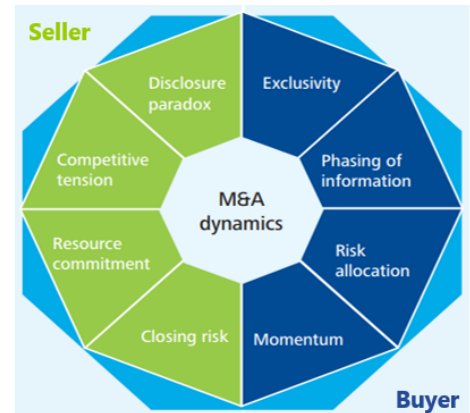 Seller
Disclosure
paradox
Exclusivity
Competitive
tension
Phasing of
information
M&A
dynamics
Resource
commitment
Risk
allocation
Closing risk
Momentum
Buyer